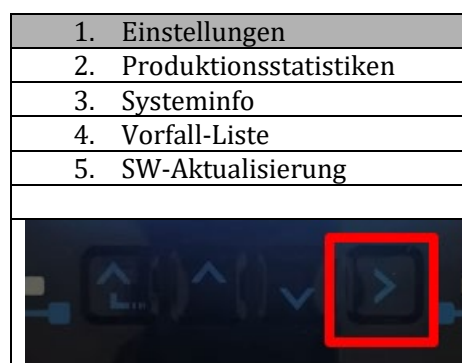 1. Einstellungen
2. Produktionsstatistiken
3. Systeminfo
4. Vorfall-Liste
5. SW-Aktualisierung